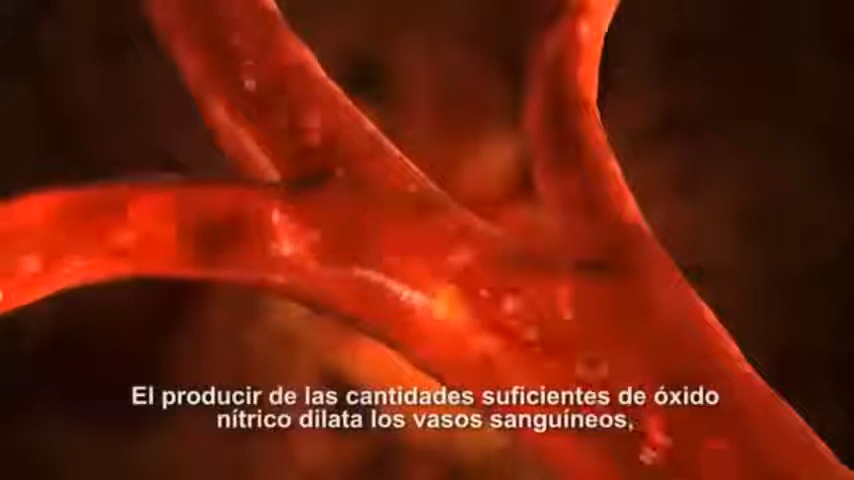 El producir de las cantidades suficientes de óxido
nítrico dilata los vasos sanguíneos,